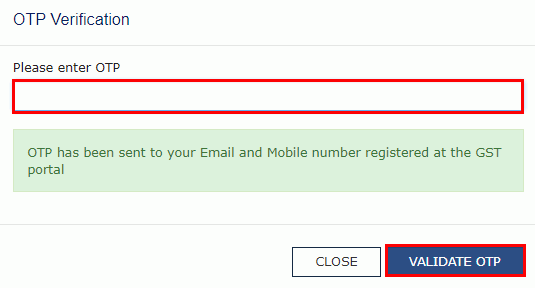 OTP Verification
Please enter OTP
OTP has been sent to your Email and Mobile number registered at the GST
portal
CLOSE
VALIDATE OTP